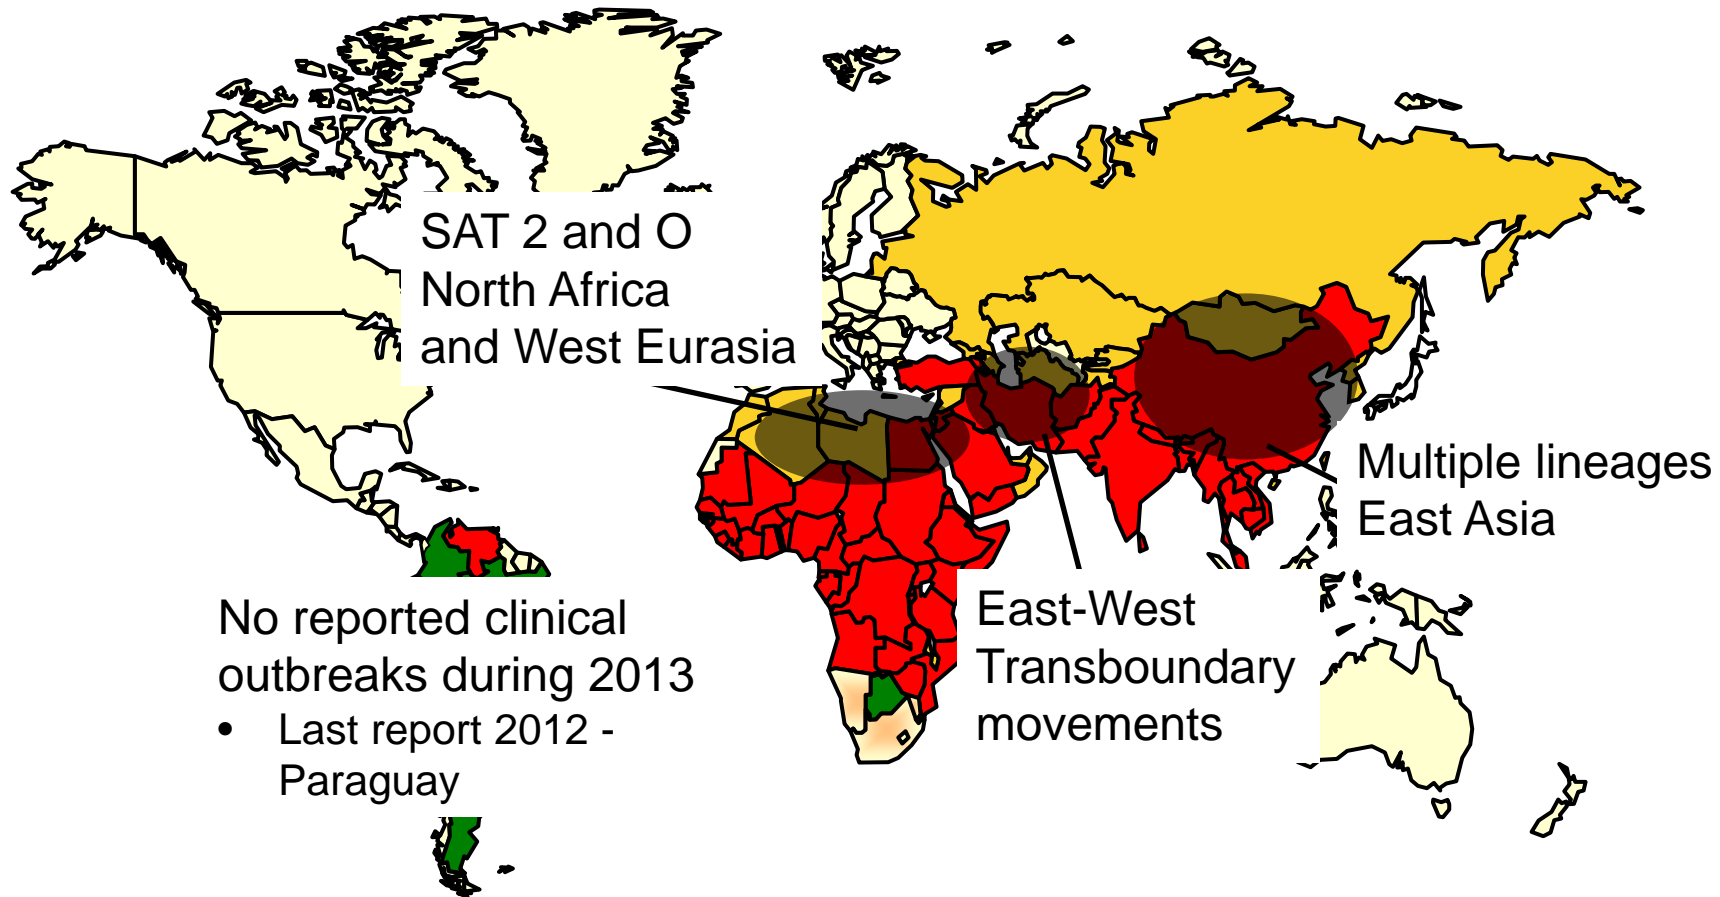 SAT 2 and O
North Africa
and West Eurasia
Multiple lineages
East Asia
East-West
Transboundary
movements
No reported clinical
outbreaks during 2013
• Last report 2012 -
Paraguay